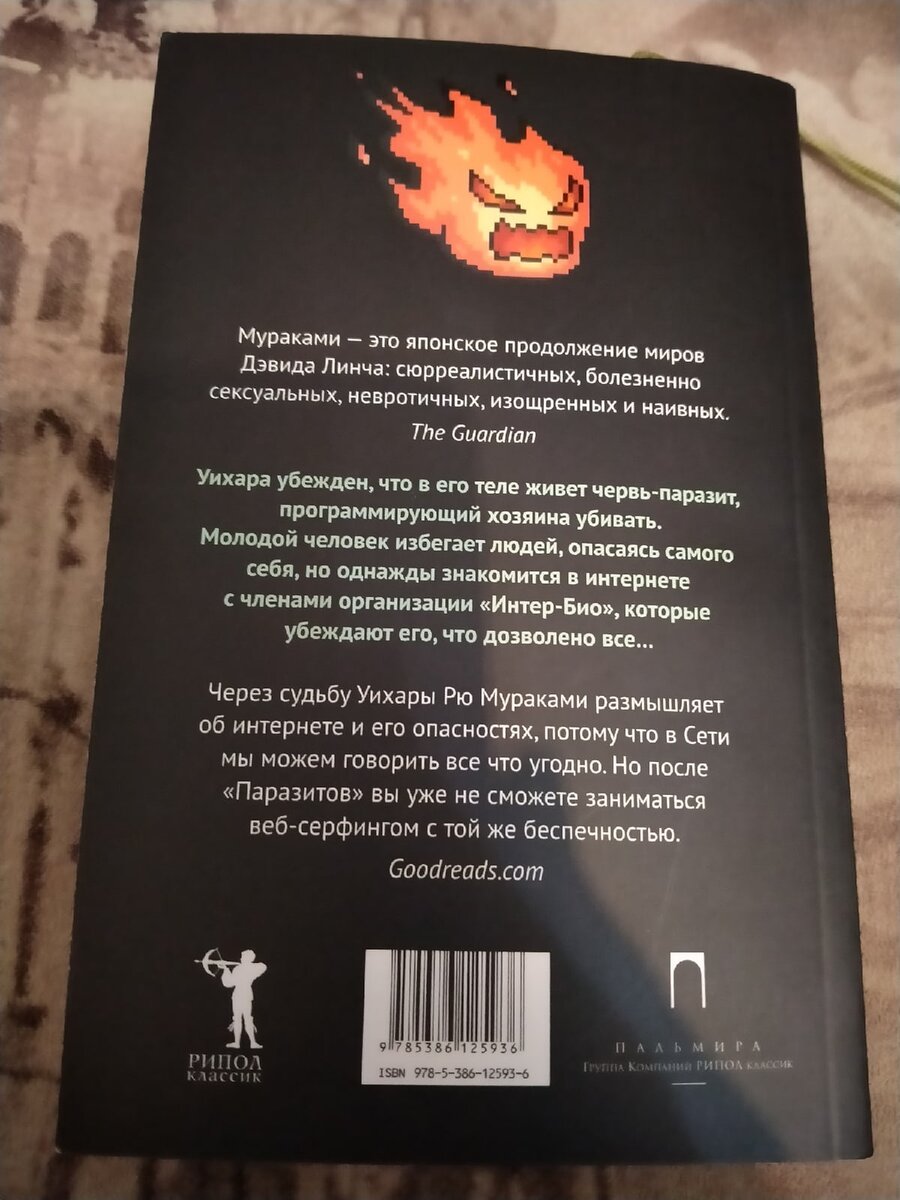 Мураками — это японское продолжение миров
Дэвида Линча: сюрреалистичных, болезненно
сексуальных, невротичных, изощренных и наивных.
The Guardian
Уихара убежден, что в его теле живет червь-паразит,
программирующий хозяина убивать.
Молодой человек избегает людей, опасаясь самого
себя, но однажды знакомится в интернете
с членами организации «Интер-Био», которые
убеждают его, что дозволено все...
Через судьбу Уихары Рю Мураками размышляет
об интернете и его опасностях, потому что в Сети
мы можем говорить все что угодно. Но после
«Паразитов» вы уже не сможете заниматься
веб-серфингом с той же беспечностью.
Goodreads.com
РИПОЛ
КЛАССИК
9 785386 125936
ISBN 978-5-386-12593-6
ПАЛЬМИРА
Группа Компаний РИПОЛ классик